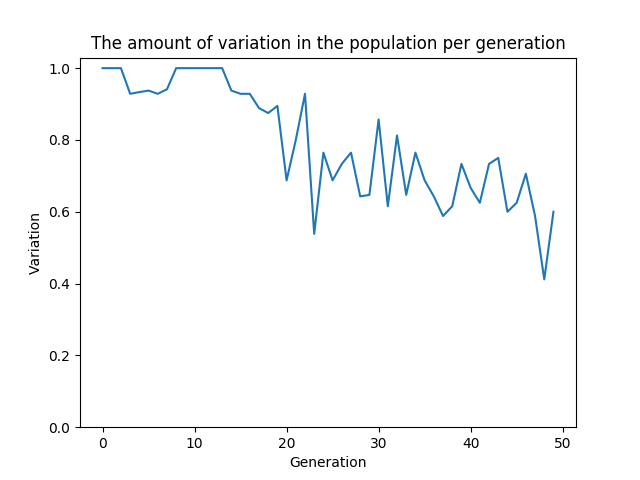 The amount of variation in the population per generation
1.0
0.8
0.6
0.4
0.2
0.0
Variation
0 10 20 30 40 50
Generation